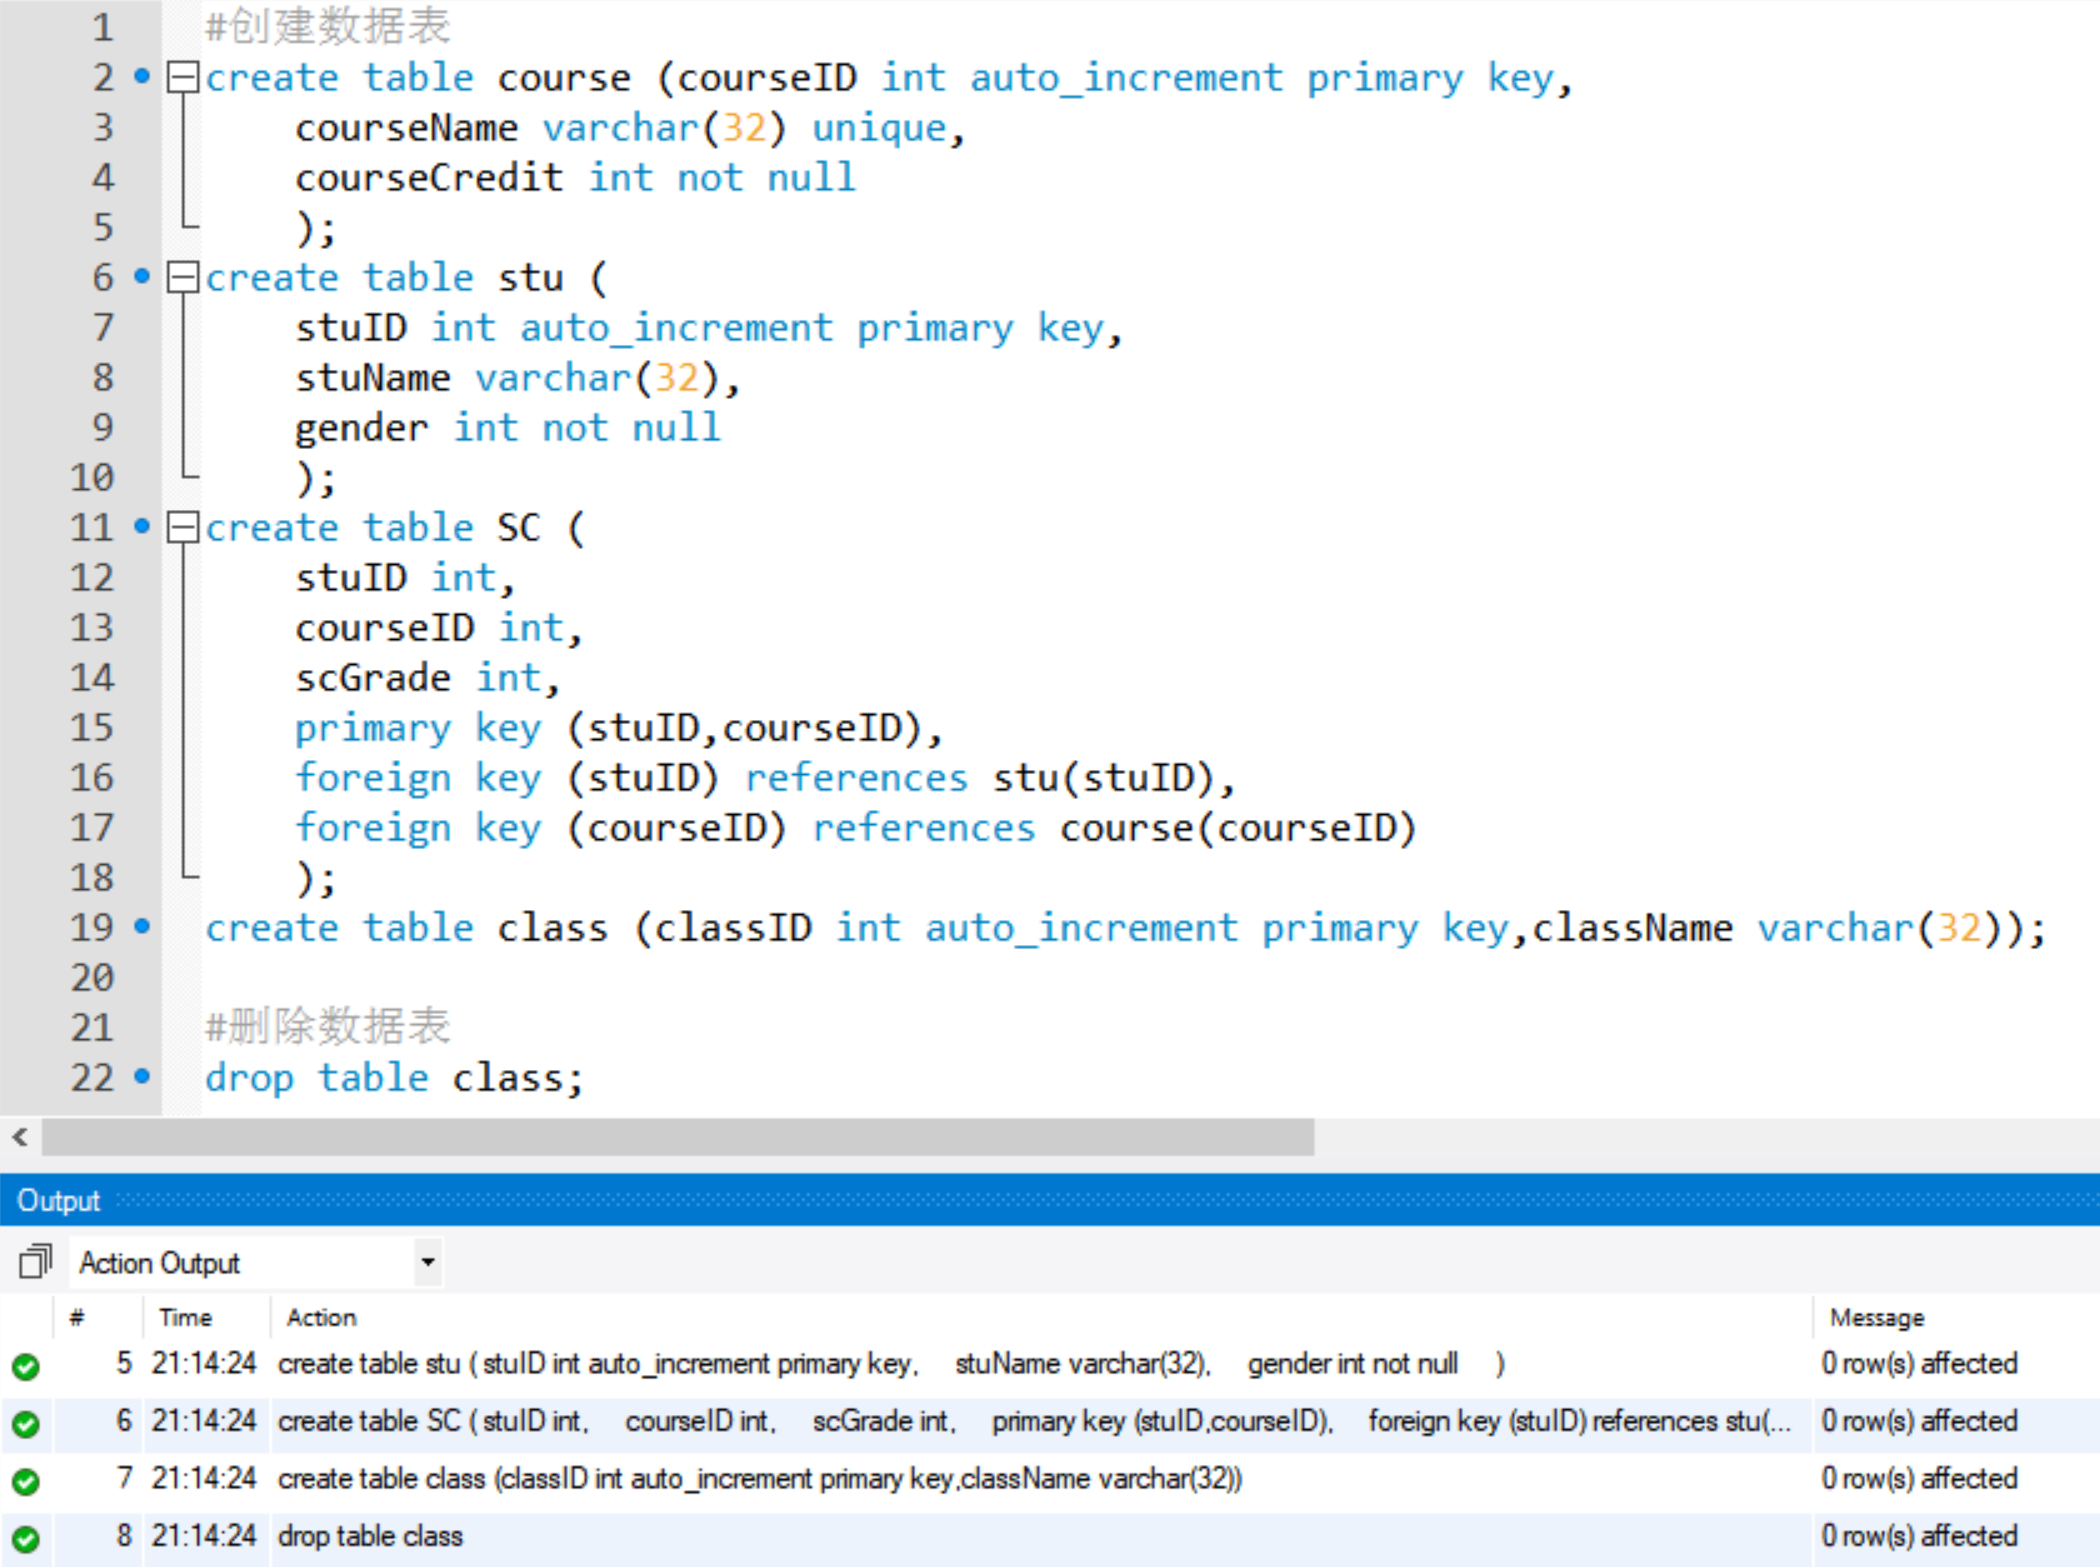 1 #创建数据表
2 create table course (courseID int auto_increment primary key,
3 courseName varchar(32) unique,
4 courseCredit int not null
5 );
6 create table stu (
7 stuID int auto_increment primary key,
8 stuName varchar(32),
9 gender int not null
10 );
11 create table SC (
12 stuID int,
13 courseID int,
14 scGrade int,
15 primary key (stuID,courseID),
16 foreign key (stuID) references stu(stuID),
17 foreign key (courseID) references course(courseID)
18 );
19 create table class (classID int auto_increment primary key,className varchar(32));
20
21 #删除数据表
22 drop table class;
Output
Action Output
# Time Action Message
5 21:14:24 create table stu ( stuID int auto_increment primary key, stuName varchar(32), gender int not null ) 0 row(s) affected
6 21:14:24 create table SC ( stuID int, courseID int, scGrade int, primary key (stuID,courseID), foreign key (stuID) references stu(... 0 row(s) affected
7 21:14:24 create table class (classID int auto_increment primary key,className varchar(32)) 0 row(s) affected
8 21:14:24 drop table class 0 row(s) affected